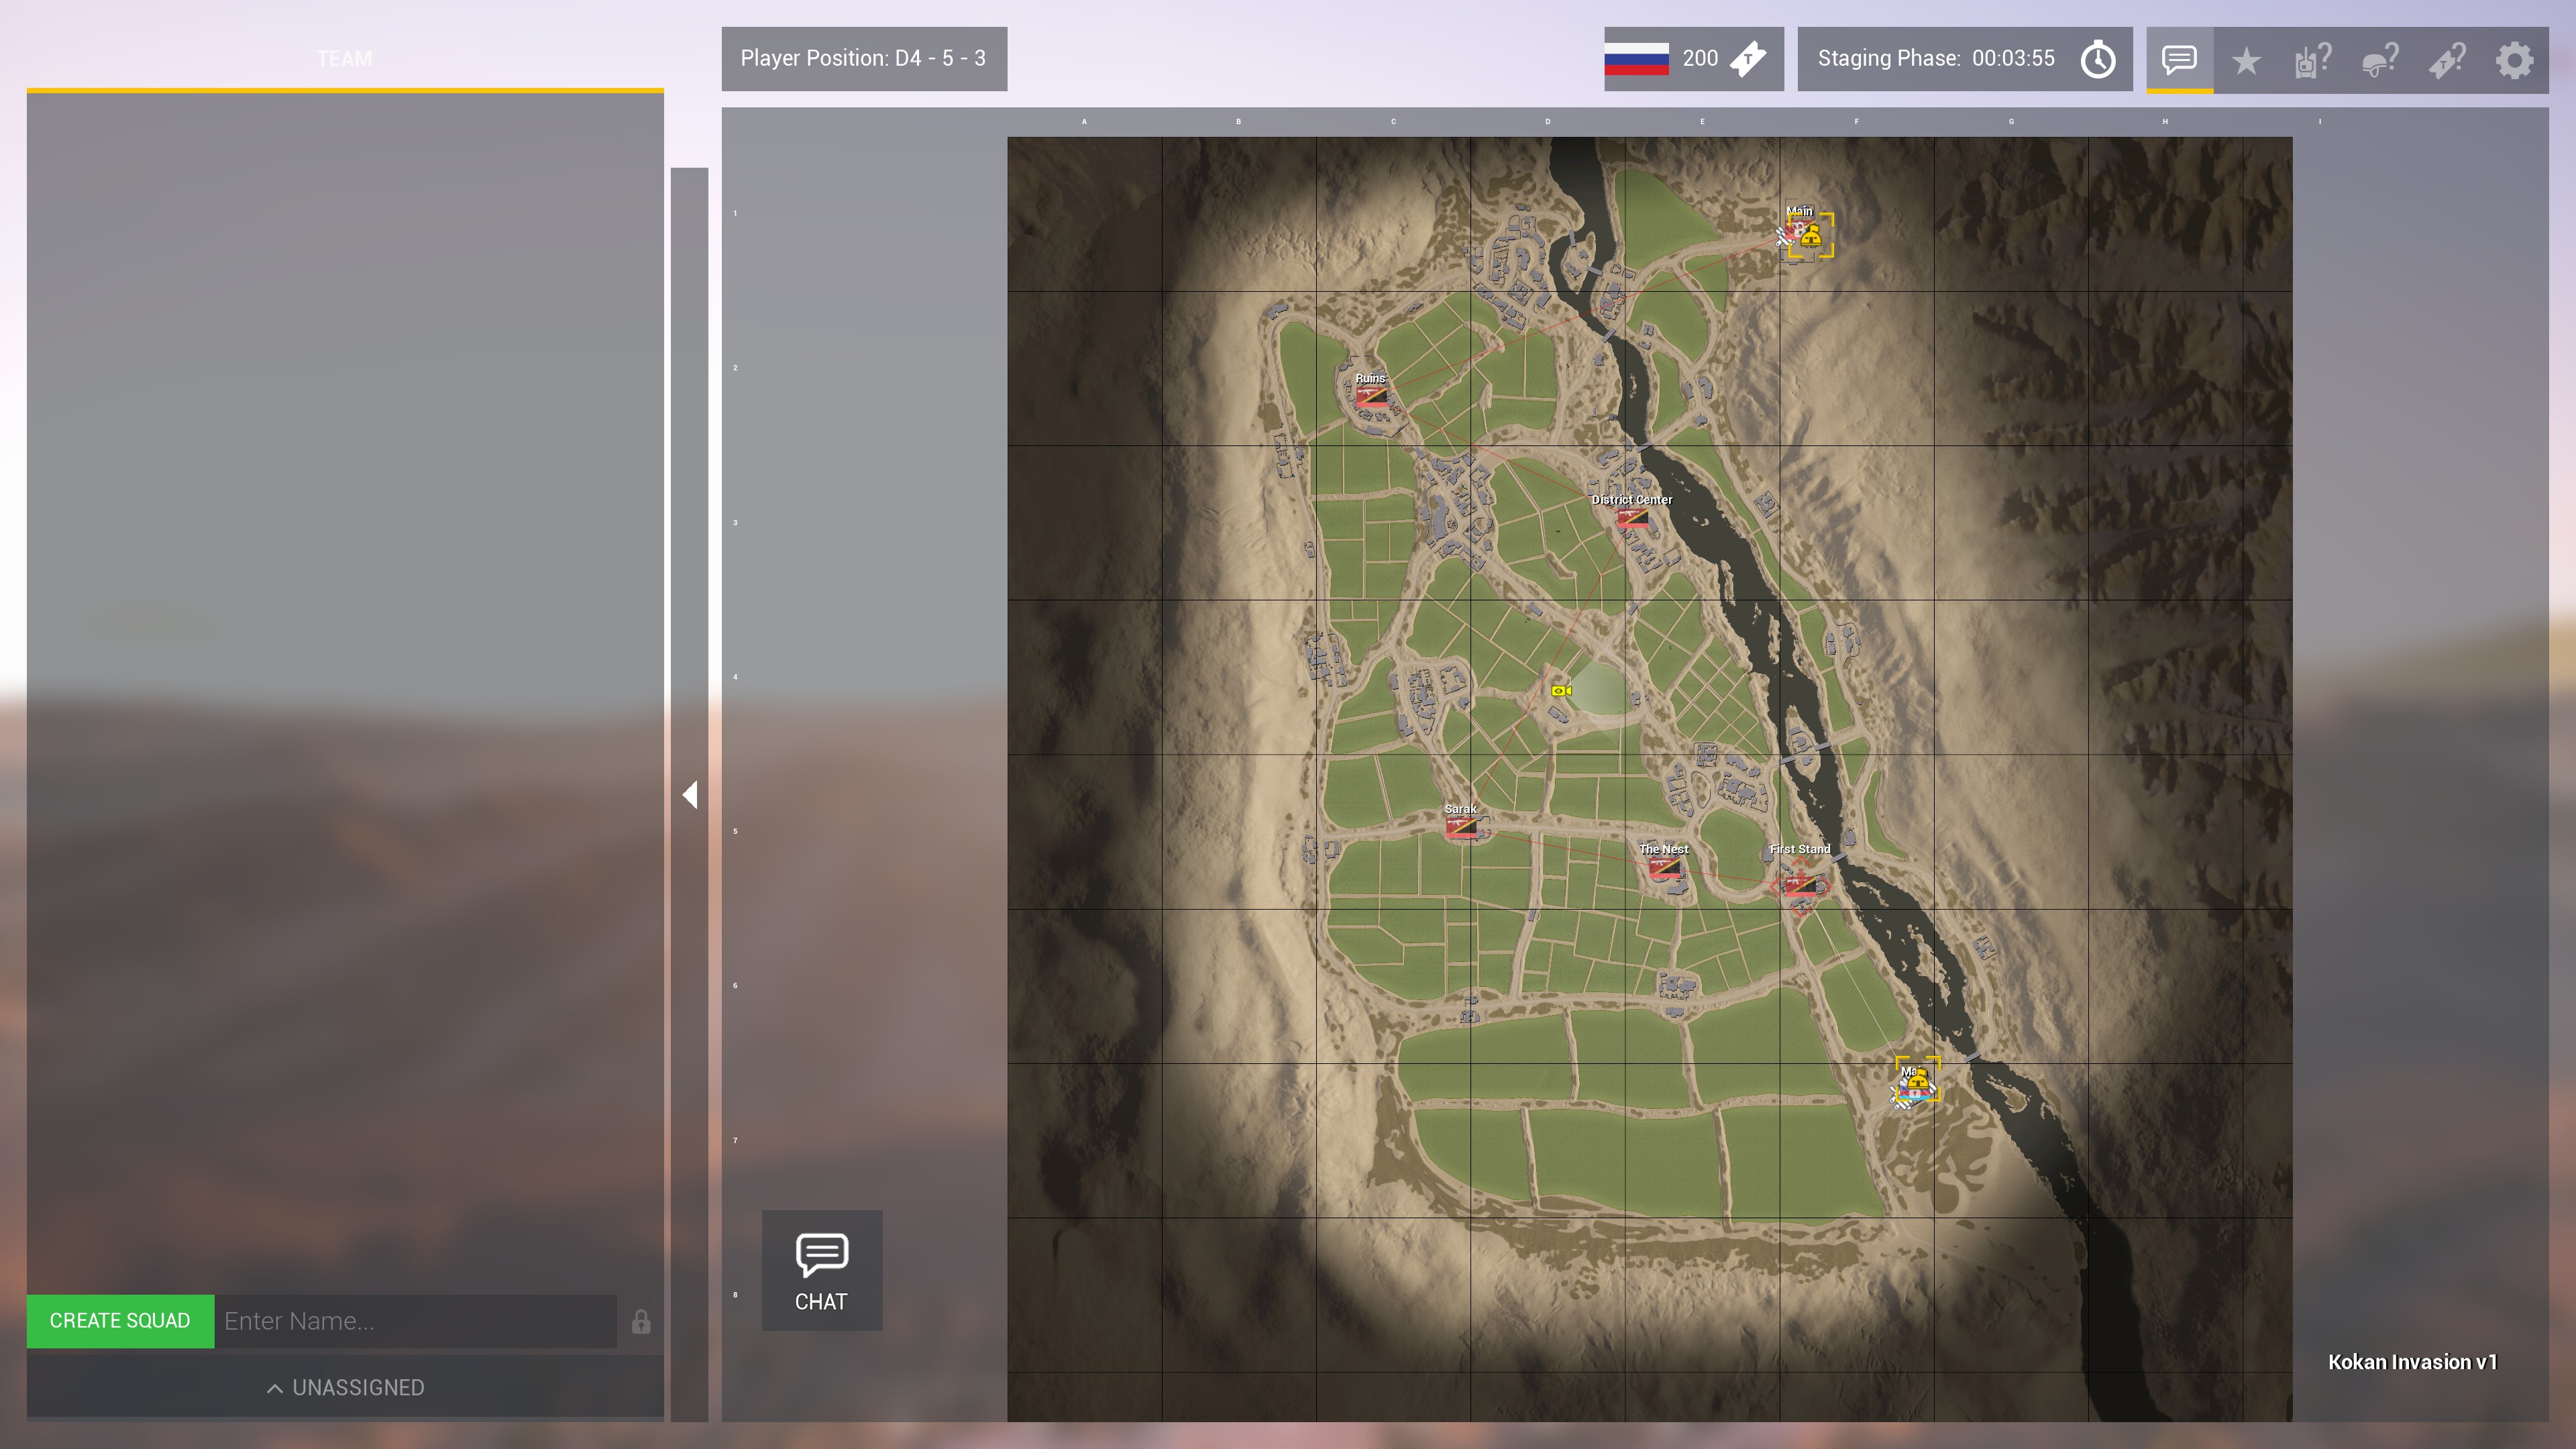 TEAM
Player Position: D4 - 5 - 3
200
Staging Phase: 00:03:55
A B C D E F G H I
1
Main
2
Ruins
3
District Center
4
5
Sarak
The Nest
First Stand
6
7
8
CHAT
CREATE SQUAD
Enter Name...
UNASSIGNED
Kokan Invasion v1